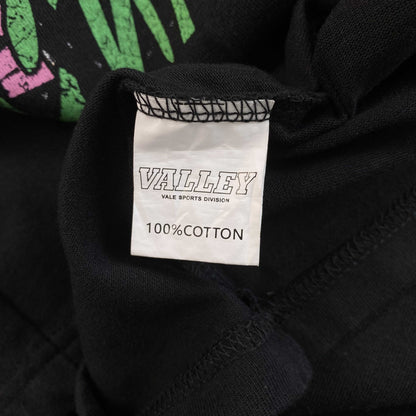 VALLEY
VALE SPORTS DIVISION
100%COTTON